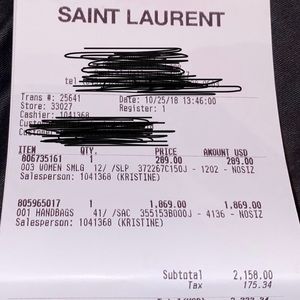 SAINT LAURENT
tel
Trans #: 25641 Date: 10/25/18 13:46:00
Store: 33027 Register: 1
Cashier: 1041368
ITEM QTY. PRICE AMOUNT USD
806735161 1 289.00 289.00
003 WOMEN SMLG 12/ /SLP 372267C150J - 1202 - NOSIZ
Salesperson: 1041368 (KRISTINE)
805965017 1 1,869.00 1,869.00
001 HANDBAGS 41/ /SAC 355153B000J - 4136 - NOSIZ
Salesperson: 1041368 (KRISTINE)
Subtotal 2,158.00
Tax 175.34